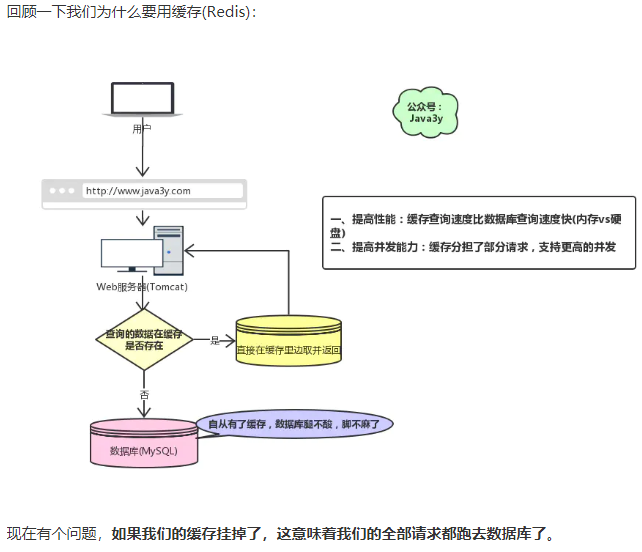 回顾一下我们为什么要用缓存(Redis)：
公众号：
Java3y
用户
http://www.java3y.com
一、提高性能：缓存查询速度比数据库查询速度快(内存vs硬
盘)
二、提高并发能力：缓存分担了部分请求，支持更高的并发
Web服务器(Tomcat)
查询的数据在缓存
是否存在
是
直接在缓存里边取并返回
否
自从有了缓存，数据库腿不酸，脚不麻了
数据库(MySQL)
现在有个问题，如果我们的缓存挂掉了，这意味着我们的全部请求都跑去数据库了。